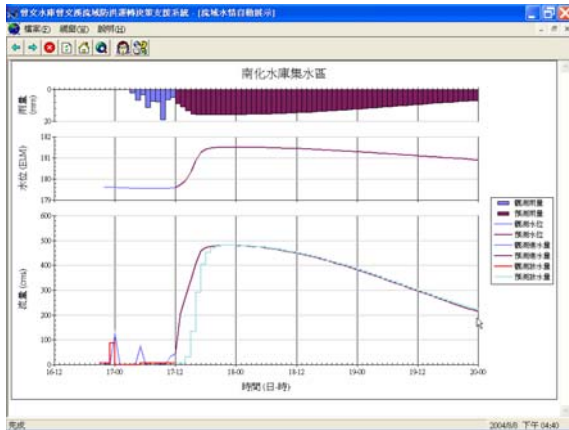 曾文水庫曾文溪流域防洪運轉決策支援系統 - [流域水情自動展示]
檔案(F) 視窗(W) 說明(H)
南化水庫集水區
雨量 (mm)
0
20
水位 (ELM)
182
181
180
179
流量 (cms)
600
500
400
300
200
100
0
16-12 17-00 17-12 18-00 18-12 19-00 19-12 20-00
時間 (日-時)
觀測雨量
預測雨量
觀測水位
預測水位
觀測進水量
預測進水量
觀測放水量
預測放水量
完成
2004/8/8 下午 04:40